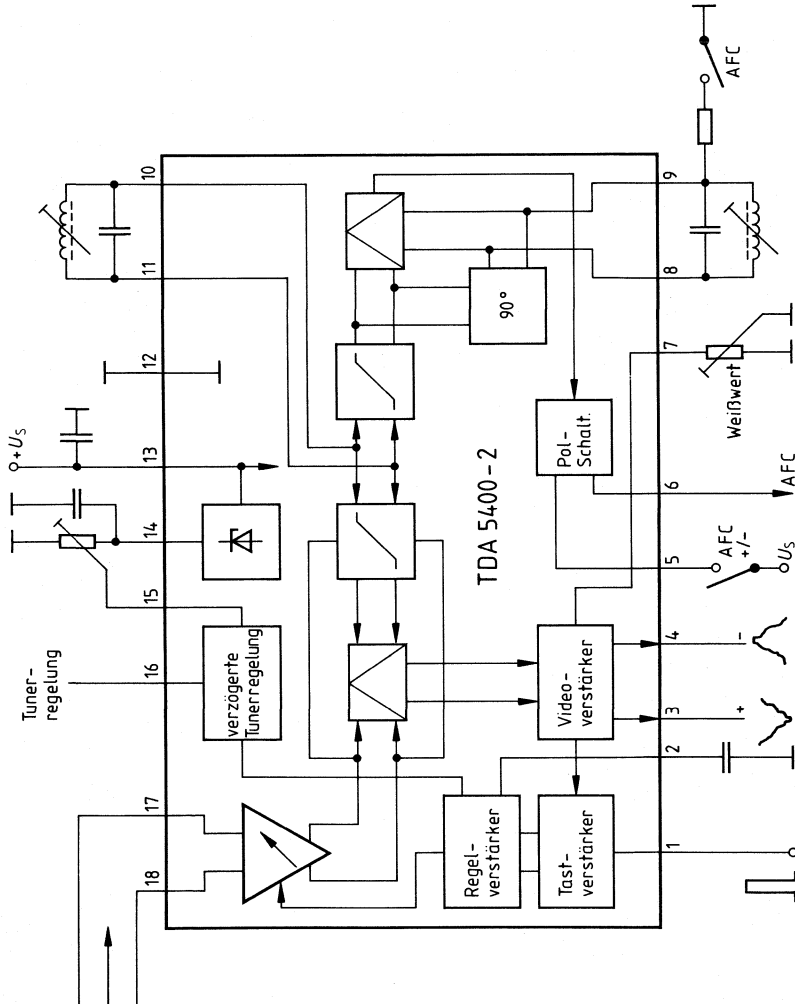 Tuner-
regelung
18
17
16
15
14
13
12
11
10
+Us
verzögerte
Tunerregelung
90°
TDA 5400-2
Pol-
Schalt.
Video-
verstärker
Regel-
verstärker
Tast-
verstärker
1
2
3
4
5
6
7
8
9
+
-
AFC
+/-
Us
AFC
Weißwert
AFC